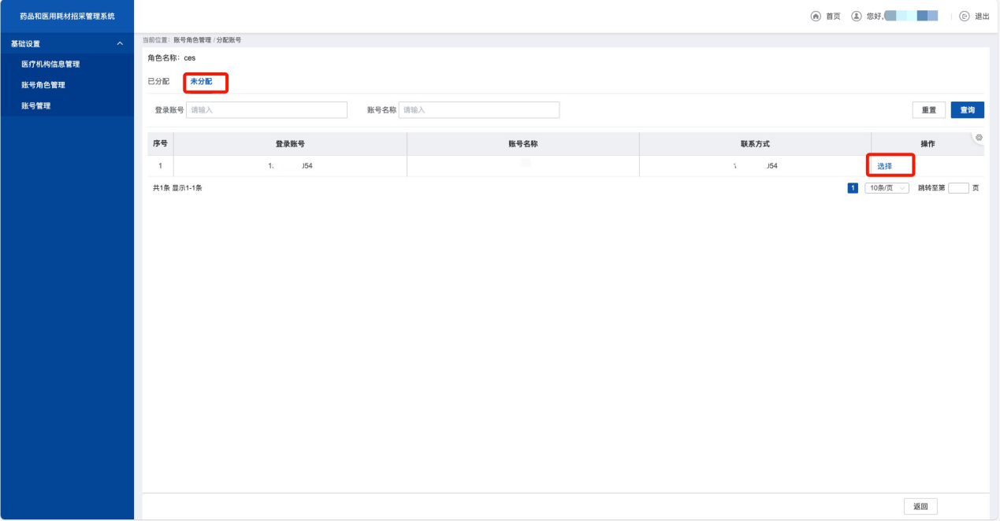 药品和医用耗材招采管理系统
首页 您好, 退出
基础设置
医疗机构信息管理
账号角色管理
账号管理
当前位置: 账号角色管理 / 分配账号
角色名称: ces
已分配 未分配
登录账号 请输入 账号名称 请输入 重置 查询
序号 登录账号 账号名称 联系方式 操作
1 1. 54 54 选择
共1条 显示1-1条 1 10条/页 跳转至第 页
返回